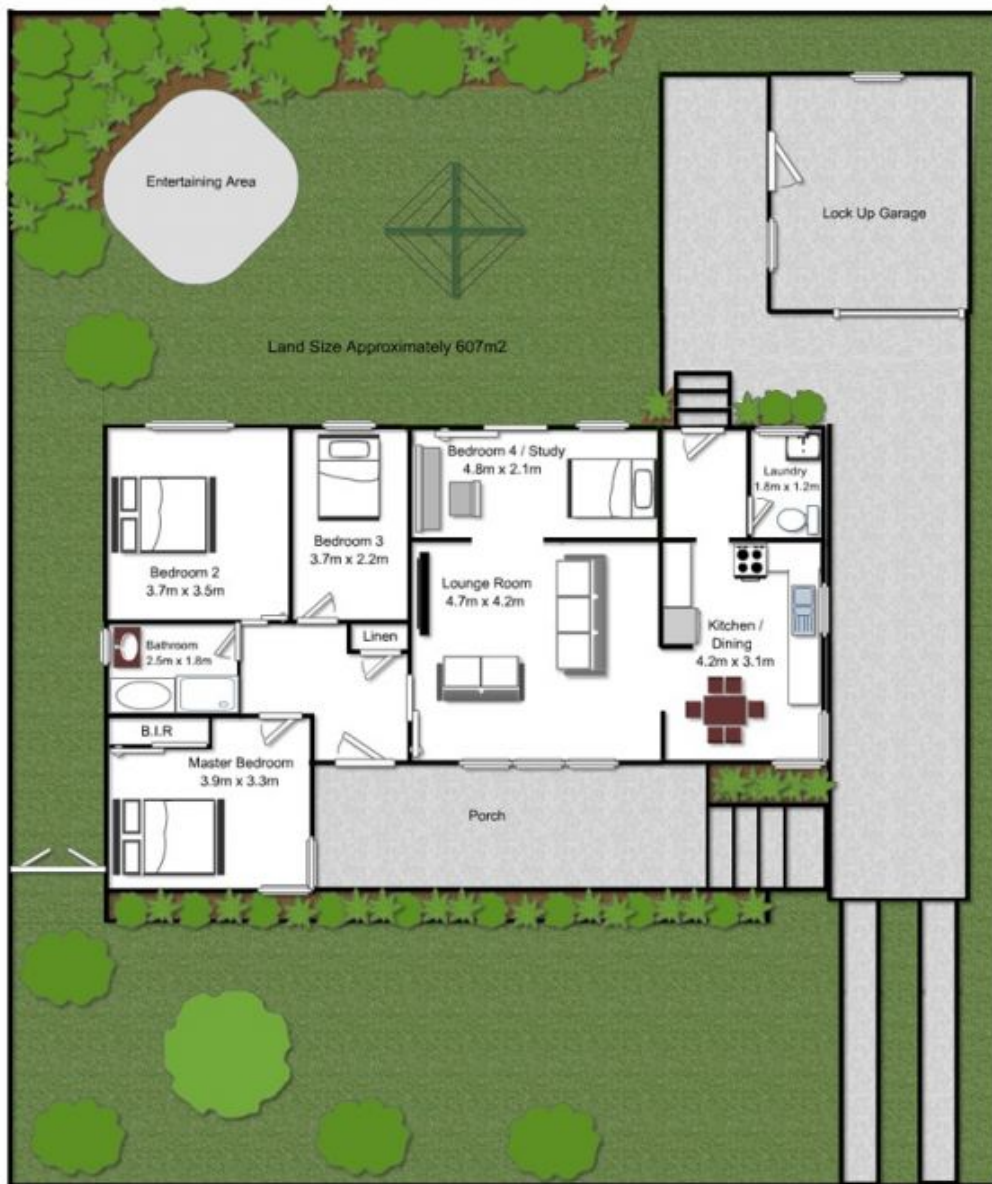 Entertaining Area
Lock Up Garage
Land Size Approximately 607m2
Bedroom 4 / Study
4.8m x 2.1m
Laundry
1.8m x 1.2m
Bedroom 3
3.7m x 2.2m
Bedroom 2
3.7m x 3.5m
Lounge Room
4.7m x 4.2m
Kitchen /
Dining
4.2m x 3.1m
Linen
Bathroom
2.5m x 1.8m
B.I.R
Master Bedroom
3.9m x 3.3m
Porch